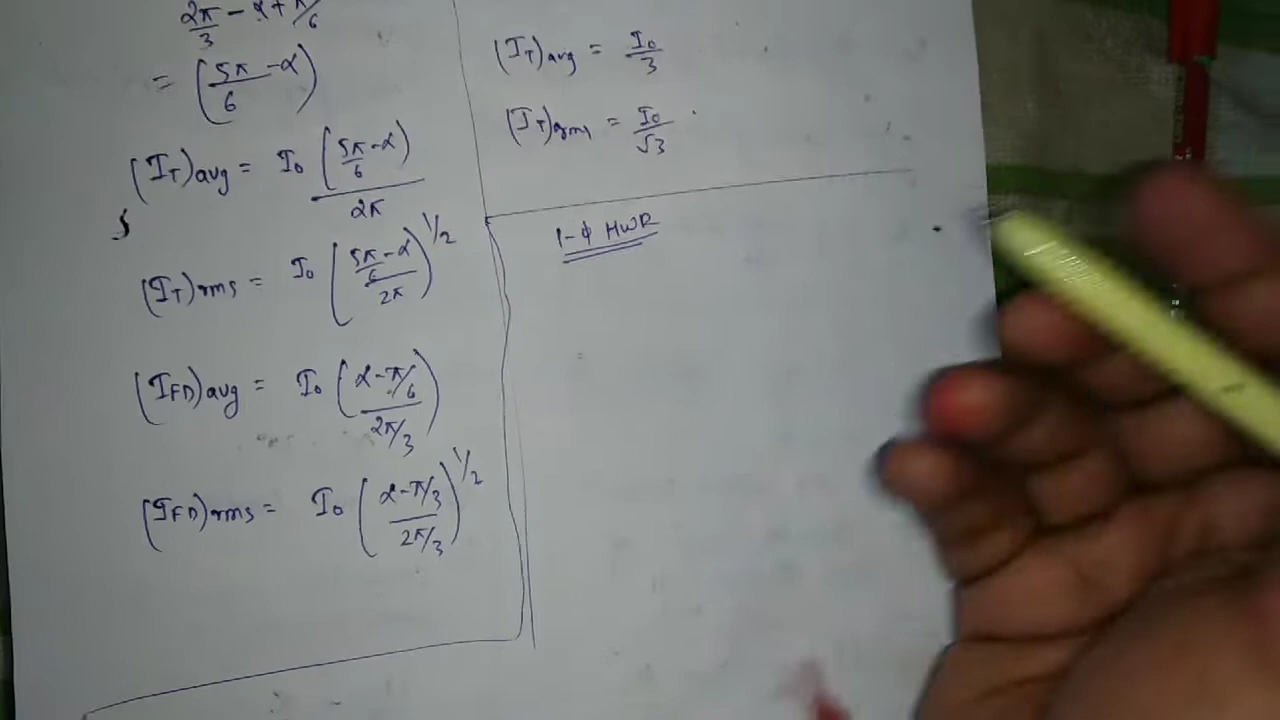 2π/3 - α + π/6
= (5π/6 - α)
(I_T)avg = I₀ (5π/6 - α) / 2π
(I_T)rms = I₀ ((5π/6 - α) / 2π)^1/2
(I_FD)avg = I₀ ((α - π/6) / (2π/3))
(I_FD)rms = I₀ ((α - π/3) / (2π/3))^1/2
(I_T)avg = I₀/3
(I_T)rms = I₀/√3
1-ϕ HWR